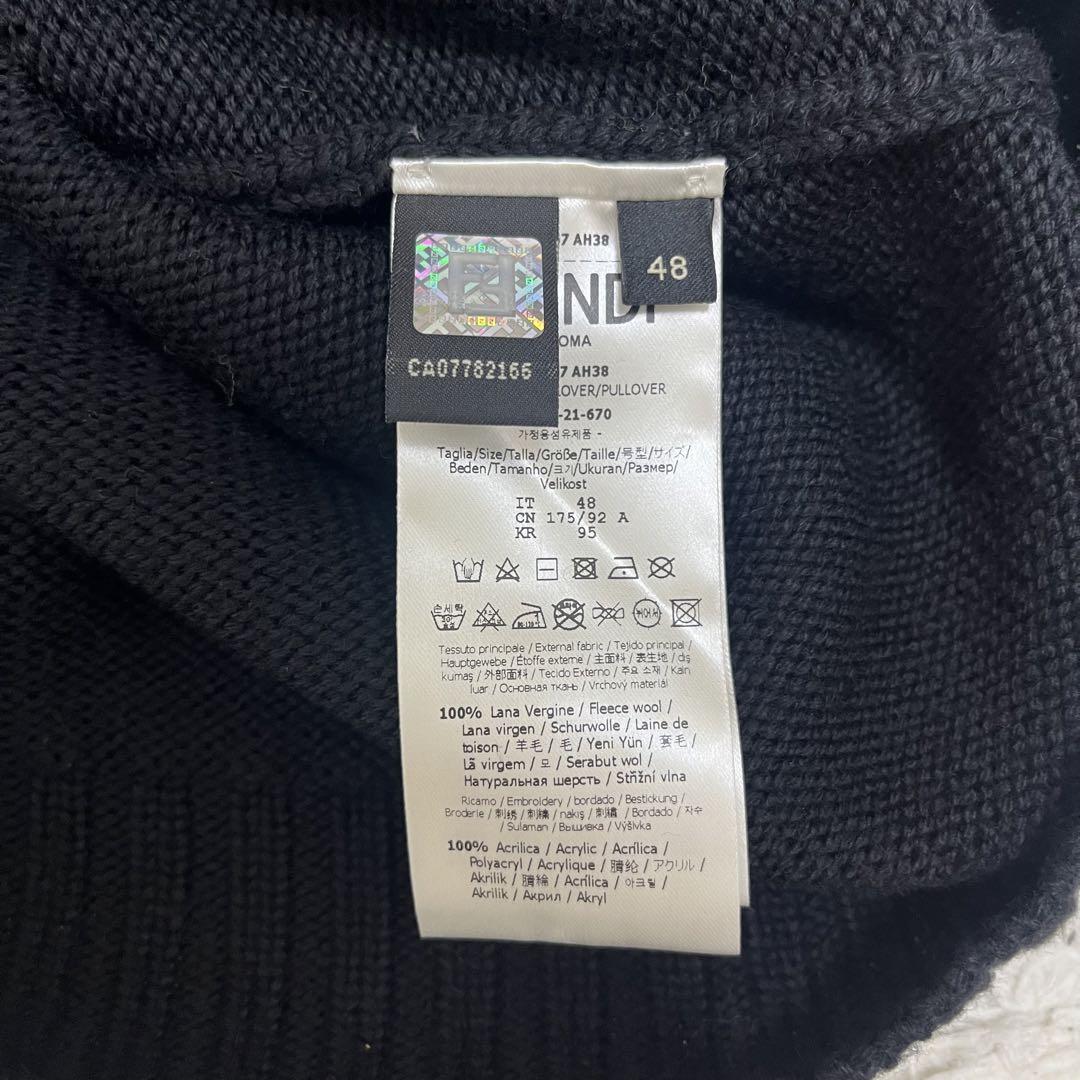 7 AH38
48
NDI
OMA
CA07782166
7 AH38
LOVER/PULLOVER
-21-670
가정용섬유제품 -
Taglia/Size/Talla/Größe/Taille/号型/サイズ/
Beden/Tamanho/크기/Ukuran/Размер/
Velikost
IT 48
CN 175/92 A
KR 95
손세탁
Tessuto principale / External fabric / Tejido principal /
Hauptgewebe / Étoffe externe / 主面料 / 表生地 / dış
kumaş / 外部面料 / Tecido Externo / 주요 소재 / Kain
luar / Основная ткань / Vrchový materiál
100% Lana Vergine / Fleece wool /
Lana virgen / Schurwolle / Laine de
toison / 羊毛 / 毛 / Yeni Yün / 套毛 /
Lã virgem / 모 / Serabut wol /
Натуральная шерсть / Střižní vlna
Ricamo / Embroidery / bordado / Bestickung /
Broderie / 刺绣 / 刺繍 / nakış / 刺繡 / Bordado / 자수
/ Sulaman / Вышивка / Výšivka
100% Acrilica / Acrylic / Acrílica /
Polyacryl / Acrylique / 腈纶 / アクリル /
Akrilik / 腈綸 / Acrílica / 아크릴 /
Akrilik / Акрил / Akryl